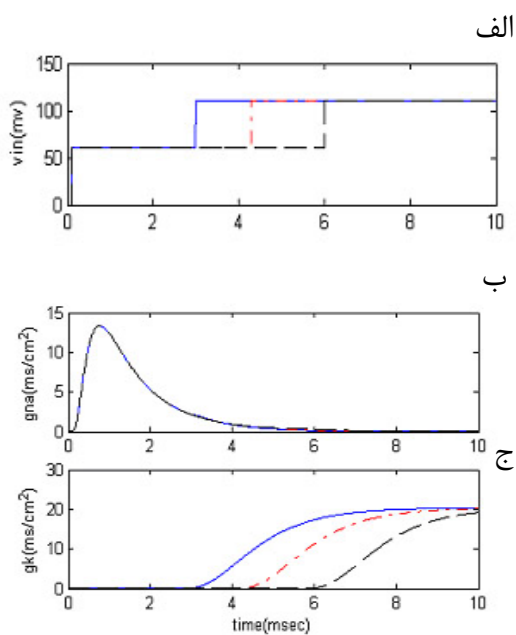 الف
150
100
50
0
vin(mv)
0 2 4 6 8 10
ب
15
10
5
0
gna(ms/cm²)
0 2 4 6 8 10
ج
30
20
10
0
gk(ms/cm²)
0 2 4 6 8 10
time(msec)